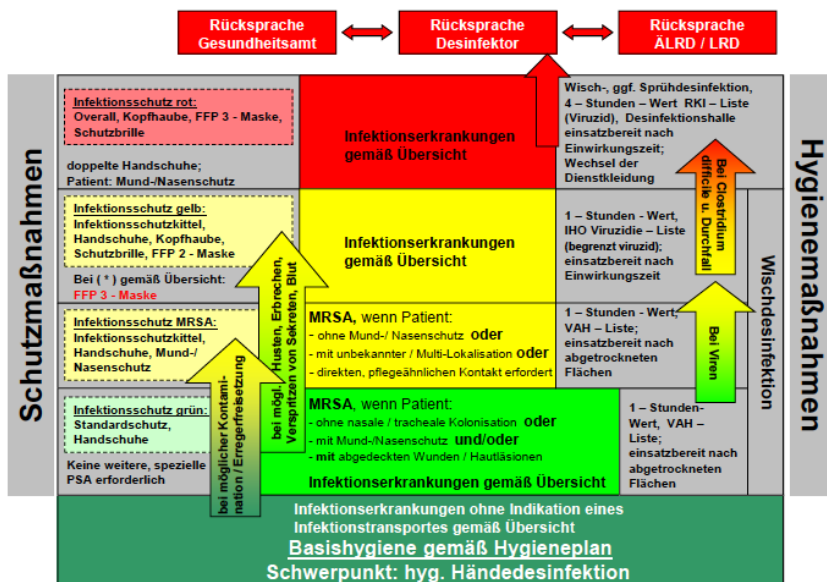 Rücksprache
Gesundheitsamt
Rücksprache
Desinfektor
Rücksprache
ÄLRD / LRD
Schutzmaßnahmen
Infektionsschutz rot:
Overall, Kopfhaube, FFP 3 - Maske,
Schutzbrille
doppelte Handschuhe;
Patient: Mund-/Nasenschutz
Infektionserkrankungen
gemäß Übersicht
Wisch-, ggf. Sprühdesinfektion,
4 – Stunden – Wert RKI – Liste
(Viruzid), Desinfektionshalle
einsatzbereit nach
Einwirkungszeit;
Wechsel der
Dienstkleidung
Infektionsschutz gelb:
Infektionsschutzkittel,
Handschuhe, Kopfhaube,
Schutzbrille, FFP 2 - Maske
Bei ( * ) gemäß Übersicht:
FFP 3 - Maske
Infektionserkrankungen
gemäß Übersicht
1 – Stunden - Wert,
IHO Viruzidie – Liste
(begrenzt viruzid);
einsatzbereit nach
Einwirkungszeit
Infektionsschutz MRSA:
Infektionsschutzkittel,
Handschuhe, Mund-/
Nasenschutz
MRSA, wenn Patient:
- ohne Mund-/ Nasenschutz oder
- mit unbekannter / Multi-Lokalisation oder
- direkten, pflegeähnlichen Kontakt erfordert
1 – Stunden - Wert,
VAH – Liste;
einsatzbereit nach
abgetrockneten
Flächen
Infektionsschutz grün:
Standardschutz,
Handschuhe
Keine weitere, spezielle
PSA erforderlich
MRSA, wenn Patient:
- ohne nasale / tracheale Kolonisation oder
- mit Mund-/Nasenschutz und/oder
- mit abgedeckten Wunden / Hautläsionen
Infektionserkrankungen gemäß Übersicht
1 – Stunden-
Wert, VAH –
Liste;
einsatzbereit nach
abgetrockneten
Flächen
bei möglicher Kontami-
nation / Erregerfreisetzung
bei mögl. Husten, Erbrechen,
Verspritzen von Sekreten, Blut
Bei Viren
Bei Clostridium
difficile u. Durchfall
Wischdesinfektion
Hygienemaßnahmen
Infektionserkrankungen ohne Indikation eines
Infektionstransportes gemäß Übersicht
Basishygiene gemäß Hygieneplan
Schwerpunkt: hyg. Händedesinfektion